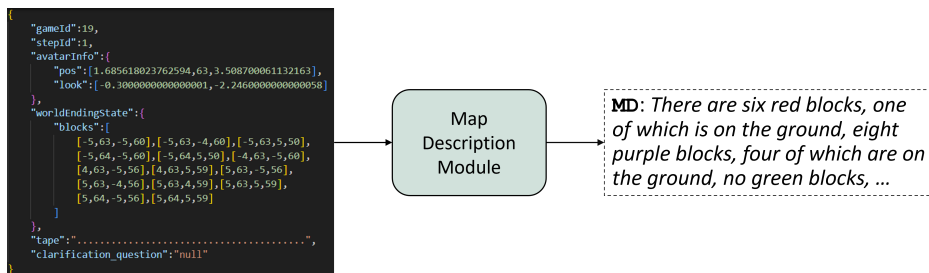 {
"gameId":19,
"stepId":1,
"avatarInfo":{
"pos":[1.685618023762594,63,3.508700061132163],
"look":[-0.3000000000000001,-2.2460000000000058]
},
"worldEndingState":{
"blocks":[
[-5,63,-5,60],[-5,63,-4,60],[-5,63,5,50],
[-5,64,-5,60],[-5,64,5,50],[-4,63,-5,60],
[4,63,-5,56],[4,63,5,59],[5,63,-5,56],
[5,63,-4,56],[5,63,4,59],[5,63,5,59],
[5,64,-5,56],[5,64,5,59]
]
},
"tape":"......................................",
"clarification_question":"null"
}
Map
Description
Module
MD: There are six red blocks, one
of which is on the ground, eight
purple blocks, four of which are on
the ground, no green blocks, ...